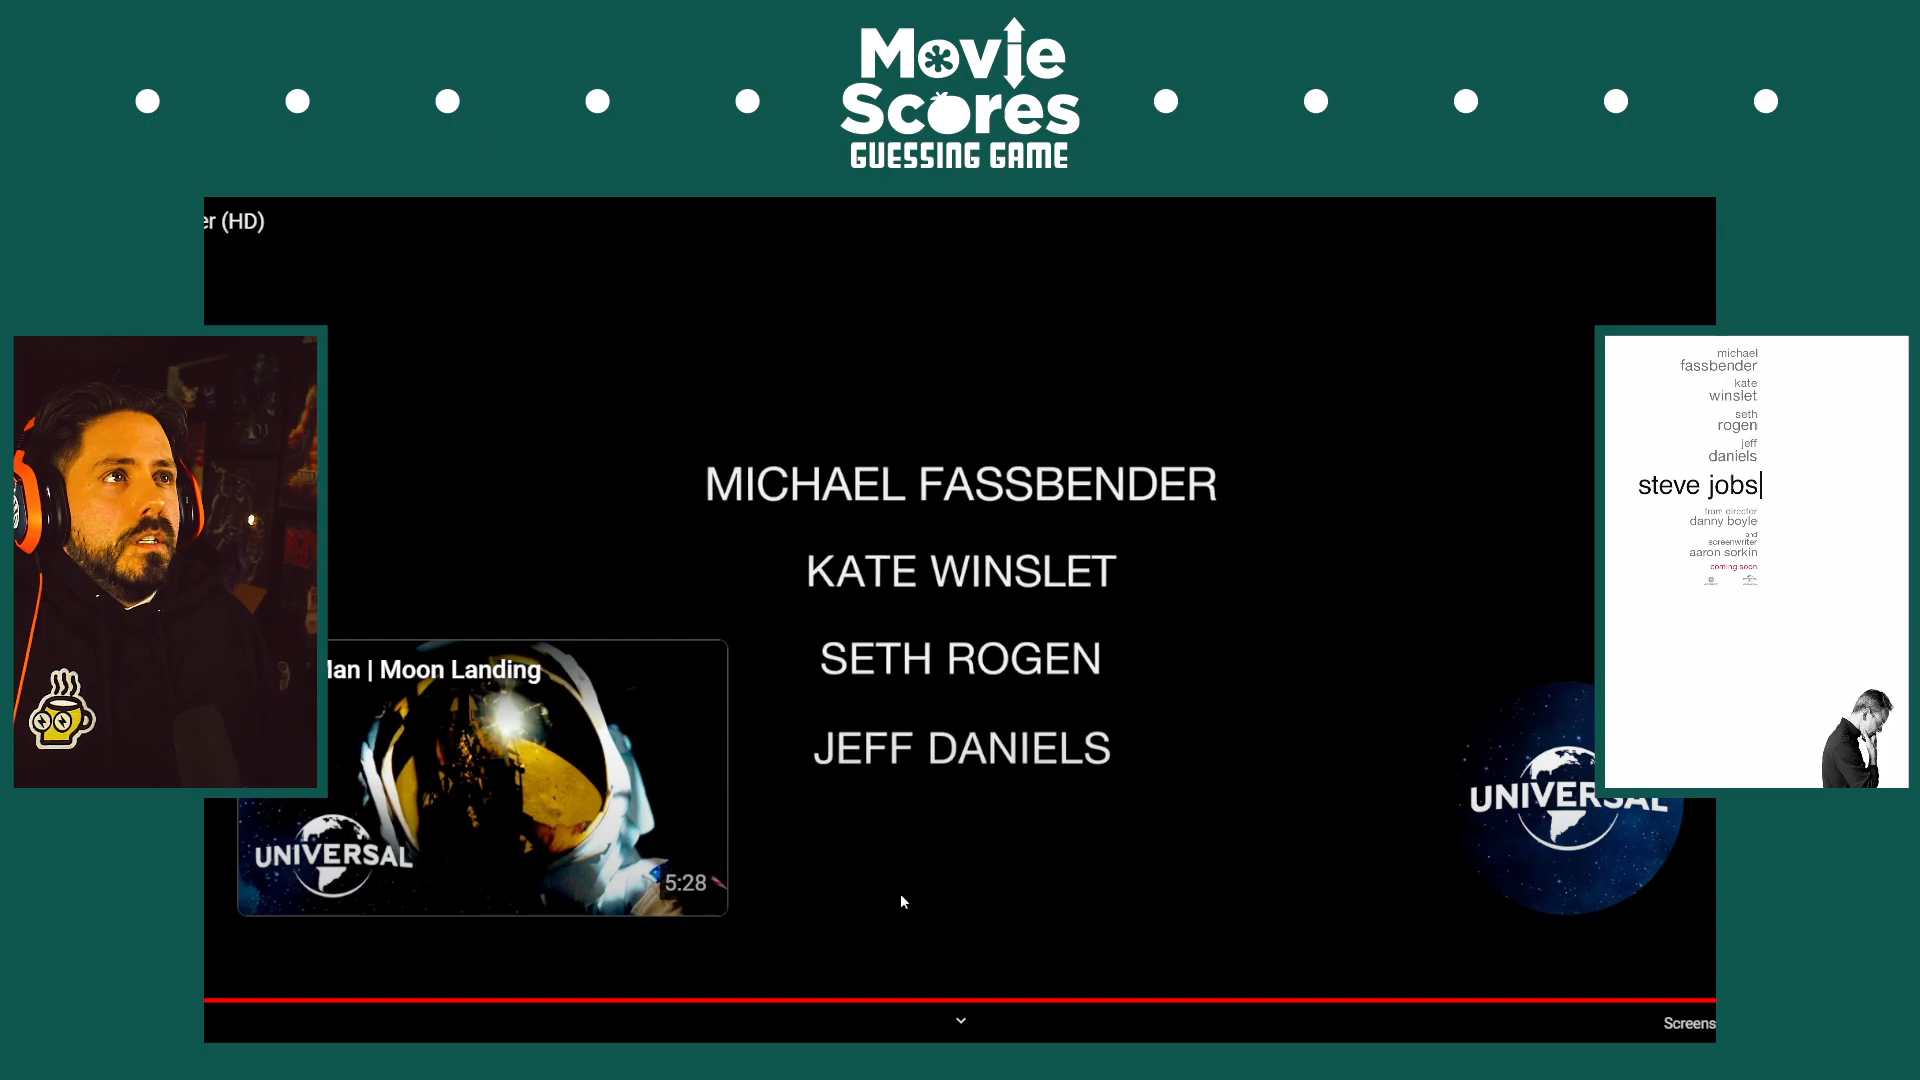 Movie
Scores
GUESSING GAME
er (HD)
MICHAEL FASSBENDER
KATE WINSLET
SETH ROGEN
JEFF DANIELS
Man | Moon Landing
UNIVERSAL
5:28
UNIVERSAL
Screens
michael
fassbender
kate
winslet
seth
rogen
jeff
daniels
steve jobs
from director
danny boyle
and
screenwriter
aaron sorkin
coming soon